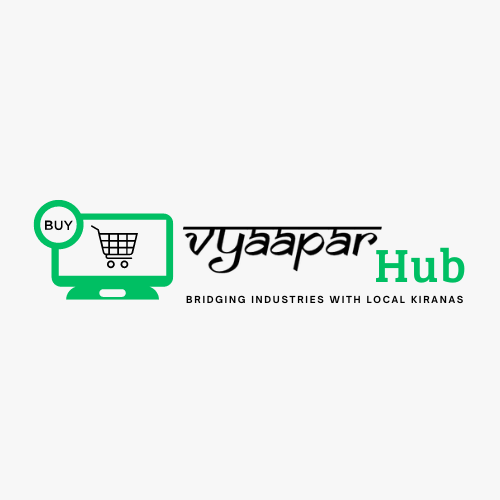 BUY
vyaapar
Hub
BRIDGING INDUSTRIES WITH LOCAL KIRANAS